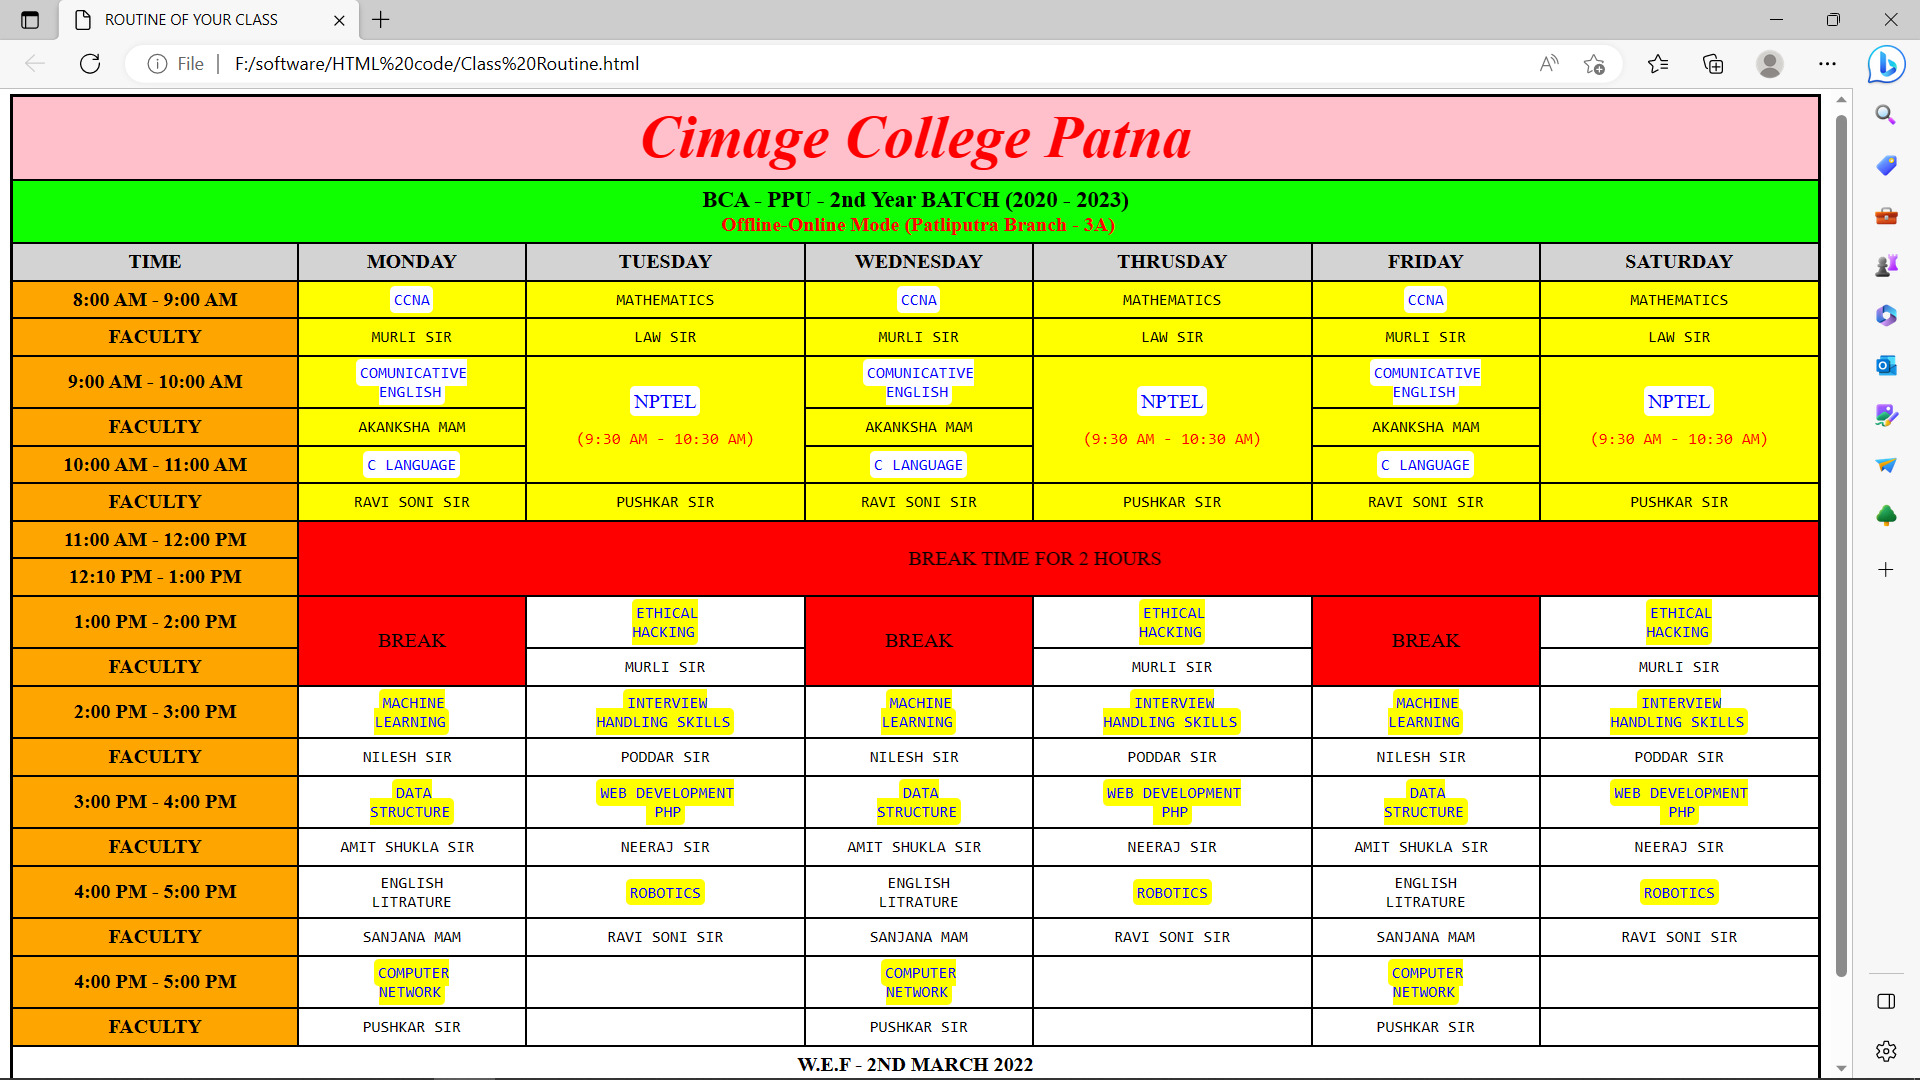 ROUTINE OF YOUR CLASS
File | F:/software/HTML%20code/Class%20Routine.html
Cimage College Patna
BCA - PPU - 2nd Year BATCH (2020 - 2023)
Offline-Online Mode (Patliputra Branch - 3A)
TIME MONDAY TUESDAY WEDNESDAY THRUSDAY FRIDAY SATURDAY
8:00 AM - 9:00 AM CCNA MATHEMATICS CCNA MATHEMATICS CCNA MATHEMATICS
FACULTY MURLI SIR LAW SIR MURLI SIR LAW SIR MURLI SIR LAW SIR
9:00 AM - 10:00 AM COMUNICATIVE COMUNICATIVE COMUNICATIVE
ENGLISH ENGLISH ENGLISH
NPTEL NPTEL NPTEL
FACULTY AKANKSHA MAM AKANKSHA MAM AKANKSHA MAM
(9:30 AM - 10:30 AM) (9:30 AM - 10:30 AM) (9:30 AM - 10:30 AM)
10:00 AM - 11:00 AM C LANGUAGE C LANGUAGE C LANGUAGE
FACULTY RAVI SONI SIR PUSHKAR SIR RAVI SONI SIR PUSHKAR SIR RAVI SONI SIR PUSHKAR SIR
11:00 AM - 12:00 PM
BREAK TIME FOR 2 HOURS
12:10 PM - 1:00 PM
1:00 PM - 2:00 PM ETHICAL ETHICAL ETHICAL
HACKING HACKING HACKING
BREAK BREAK BREAK
FACULTY MURLI SIR MURLI SIR MURLI SIR
2:00 PM - 3:00 PM MACHINE INTERVIEW MACHINE INTERVIEW MACHINE INTERVIEW
LEARNING HANDLING SKILLS LEARNING HANDLING SKILLS LEARNING HANDLING SKILLS
FACULTY NILESH SIR PODDAR SIR NILESH SIR PODDAR SIR NILESH SIR PODDAR SIR
3:00 PM - 4:00 PM DATA WEB DEVELOPMENT DATA WEB DEVELOPMENT DATA WEB DEVELOPMENT
STRUCTURE PHP STRUCTURE PHP STRUCTURE PHP
FACULTY AMIT SHUKLA SIR NEERAJ SIR AMIT SHUKLA SIR NEERAJ SIR AMIT SHUKLA SIR NEERAJ SIR
4:00 PM - 5:00 PM ENGLISH ROBOTICS ENGLISH ROBOTICS ENGLISH ROBOTICS
LITRATURE LITRATURE LITRATURE
FACULTY SANJANA MAM RAVI SONI SIR SANJANA MAM RAVI SONI SIR SANJANA MAM RAVI SONI SIR
4:00 PM - 5:00 PM COMPUTER COMPUTER COMPUTER
NETWORK NETWORK NETWORK
FACULTY PUSHKAR SIR PUSHKAR SIR PUSHKAR SIR
W.E.F - 2ND MARCH 2022